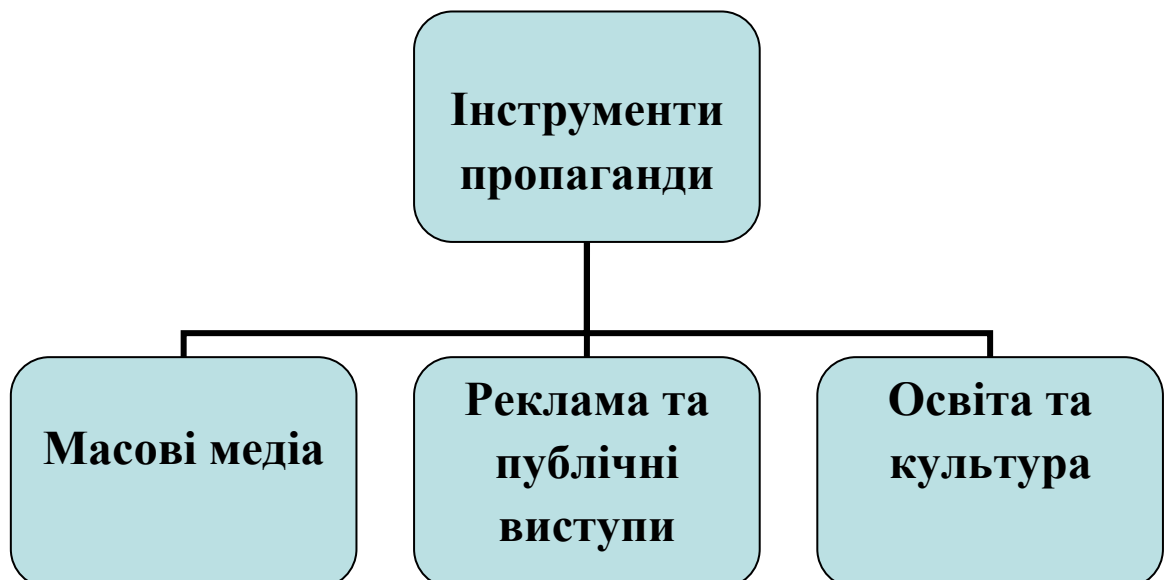 Інструменти
пропаганди
Масові медіа
Реклама та
публічні
виступи
Освіта та
культура